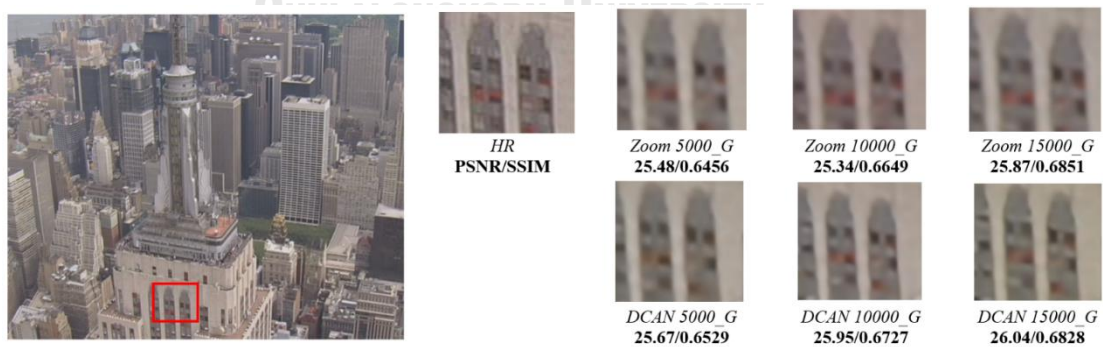 HR
PSNR/SSIM
Zoom 5000_G
25.48/0.6456
Zoom 10000_G
25.34/0.6649
Zoom 15000_G
25.87/0.6851
DCAN 5000_G
25.67/0.6529
DCAN 10000_G
25.95/0.6727
DCAN 15000_G
26.04/0.6828